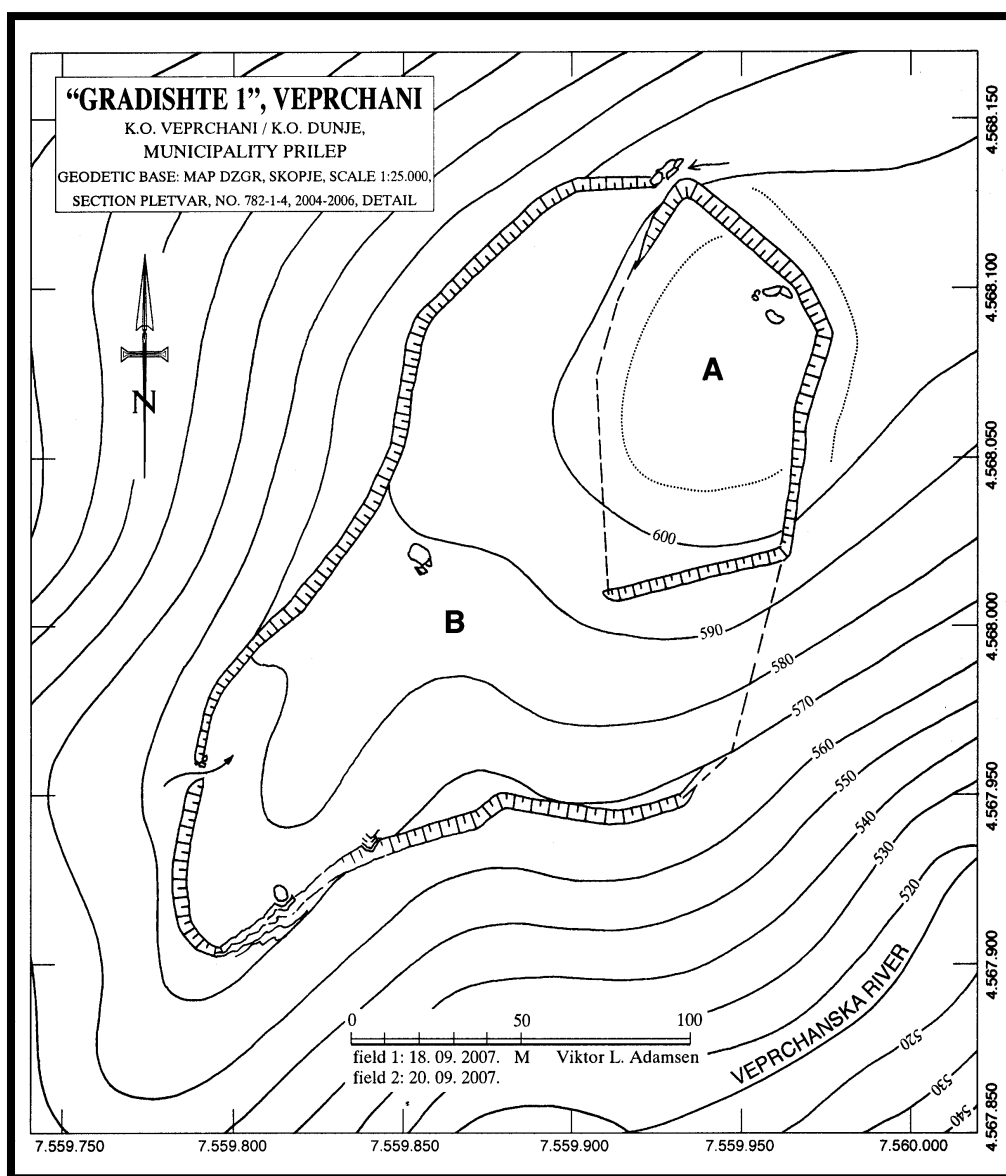 “GRADISHTE 1”, VEPRCHANI
K.O. VEPRCHANI / K.O. DUNJE,
MUNICIPALITY PRILEP
GEODETIC BASE: MAP DZGR, SKOPJE, SCALE 1:25.000,
SECTION PLETVAR, NO. 782-1-4, 2004-2006, DETAIL
4.568.150
4.568.100
A
N
4.568.050
600
B
590
4.568.000
580
570
560
550
4.567.950
540
530
520
4.567.900
VEPRCHANSKA RIVER
0 50 100
field 1: 18. 09. 2007. M Viktor L. Adamsen
field 2: 20. 09. 2007.
520
530
540
4.567.850
7.559.750 7.559.800 7.559.850 7.559.900 7.559.950 7.560.000